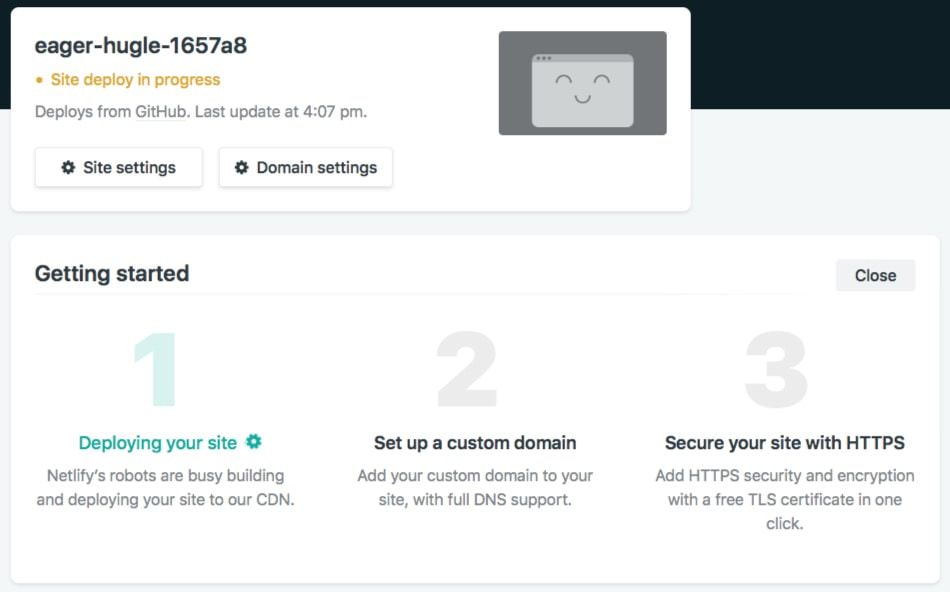 eager-hugle-1657a8
• Site deploy in progress
Deploys from GitHub. Last update at 4:07 pm.
Site settings
Domain settings
Getting started
Close
1
Deploying your site
Netlify’s robots are busy building
and deploying your site to our CDN.
2
Set up a custom domain
Add your custom domain to your
site, with full DNS support.
3
Secure your site with HTTPS
Add HTTPS security and encryption
with a free TLS certificate in one
click.